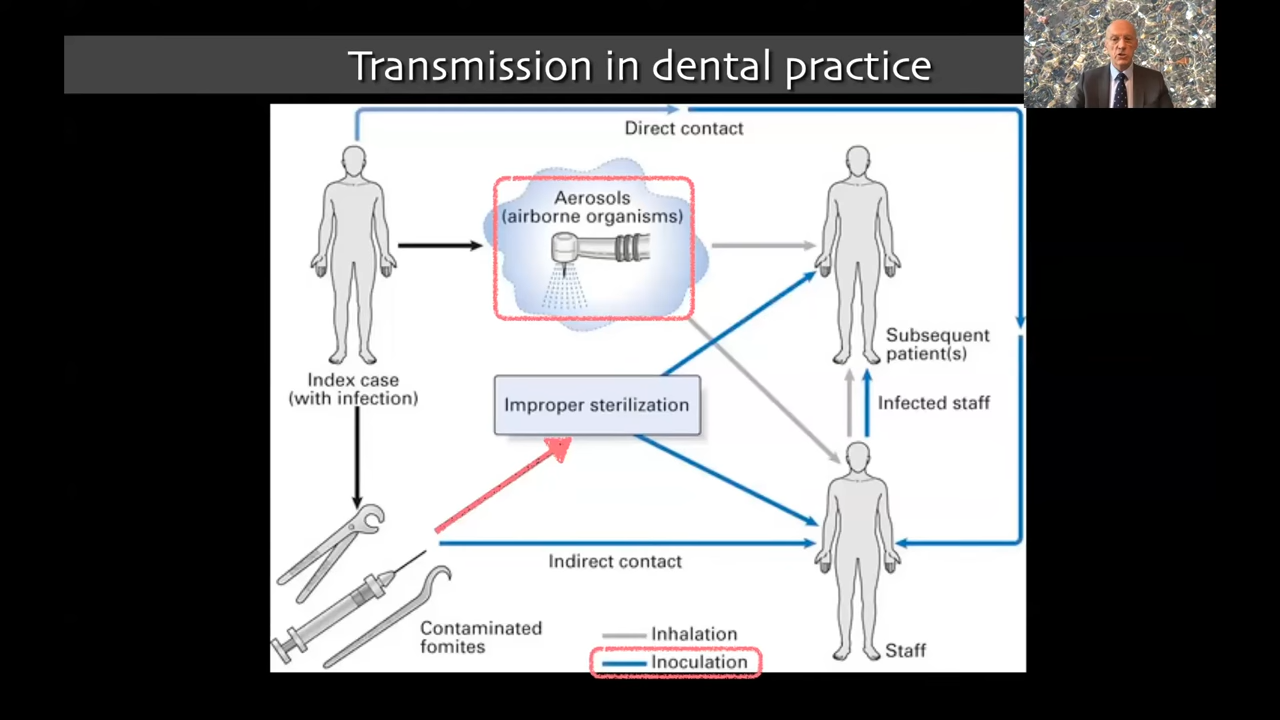 Transmission in dental practice
Direct contact
Aerosols
(airborne organisms)
Subsequent
patient(s)
Index case
(with infection)
Improper sterilization
Infected staff
Indirect contact
Contaminated
fomites
Inhalation
Inoculation
Staff